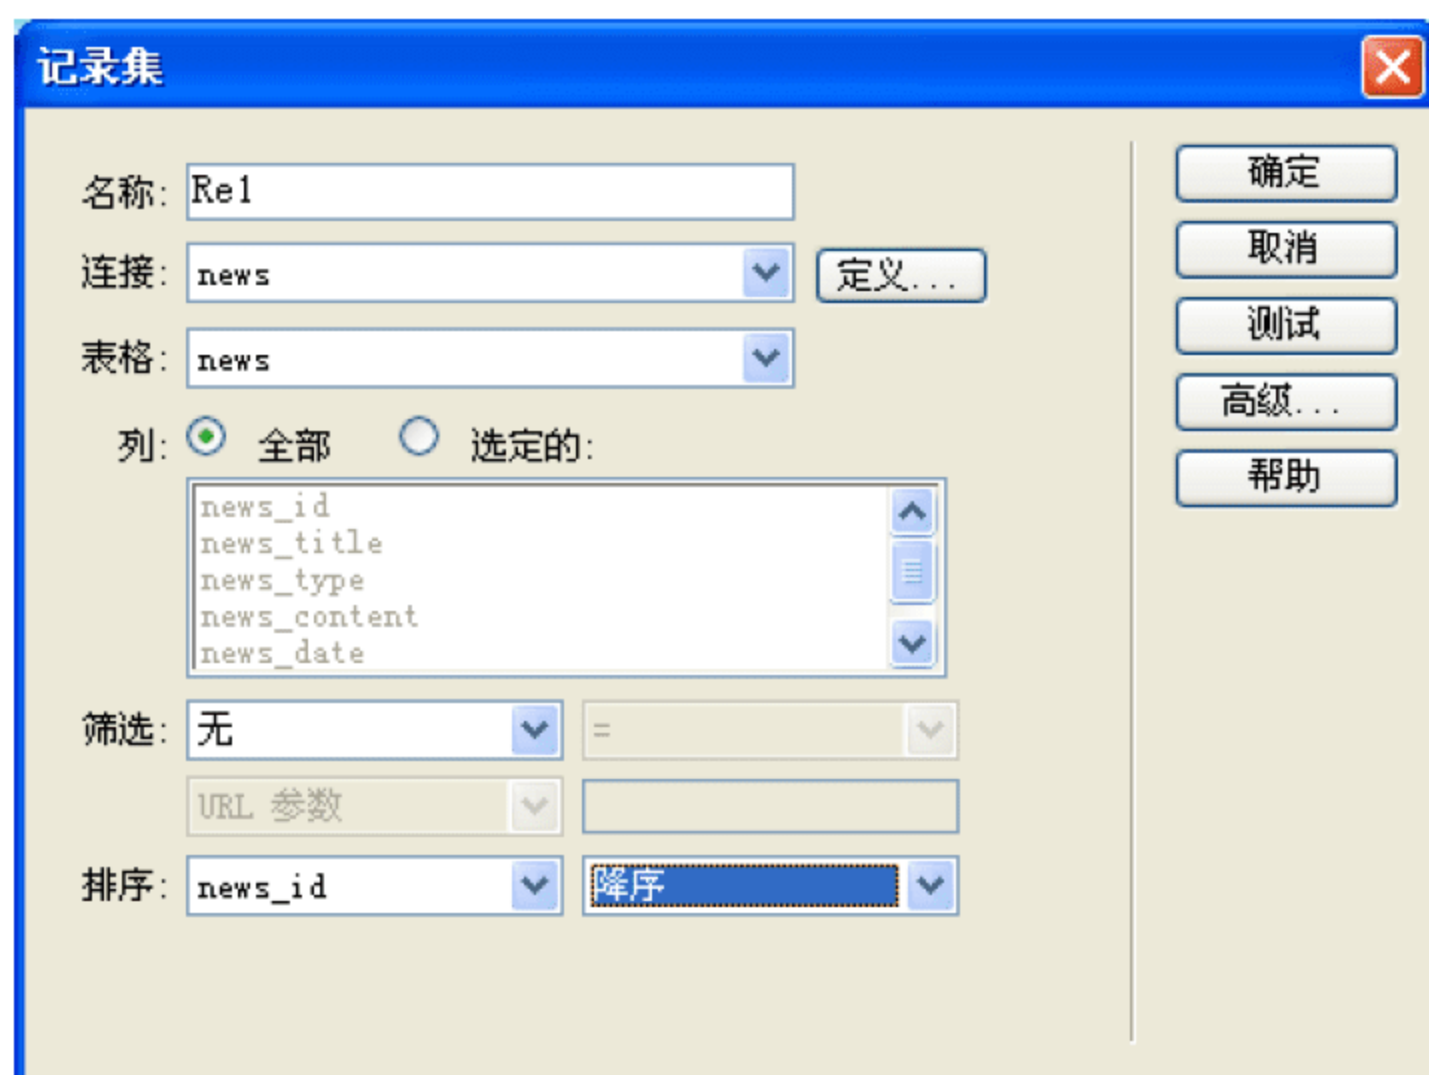 记录集
名称: Re1
连接: news 定义...
表格: news
列: 全部 选定的:
news_id
news_title
news_type
news_content
news_date
筛选: 无 =
URL 参数
排序: news_id 降序
确定
取消
测试
高级...
帮助